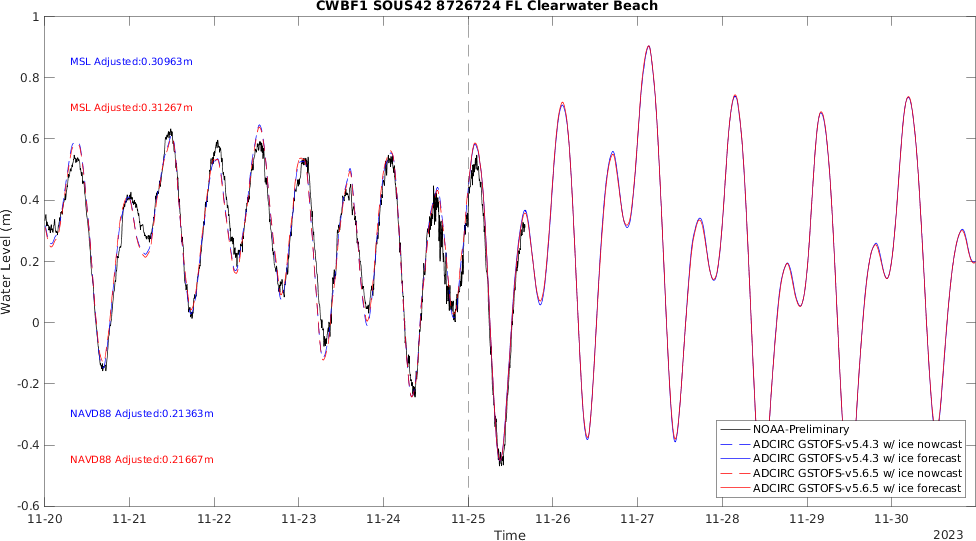 CWBF1 SOUS42 8726724 FL Clearwater Beach
Water Level (m)
1
0.8
0.6
0.4
0.2
0
-0.2
-0.4
-0.6
MSL Adjusted:0.30963m
MSL Adjusted:0.31267m
NAVD88 Adjusted:0.21363m
NAVD88 Adjusted:0.21667m
NOAA-Preliminary
ADCIRC GSTOFS-v5.4.3 w/ ice nowcast
ADCIRC GSTOFS-v5.4.3 w/ ice forecast
ADCIRC GSTOFS-v5.6.5 w/ ice nowcast
ADCIRC GSTOFS-v5.6.5 w/ ice forecast
11-20 11-21 11-22 11-23 11-24 11-25 11-26 11-27 11-28 11-29 11-30
Time
2023